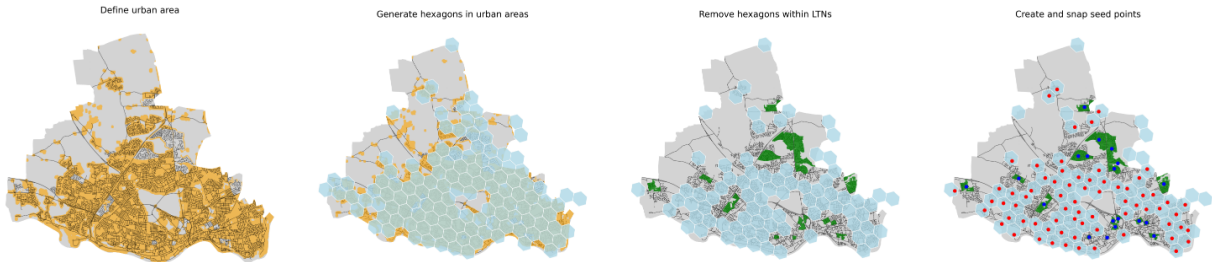 Define urban area
Generate hexagons in urban areas
Remove hexagons within LTNs
Create and snap seed points